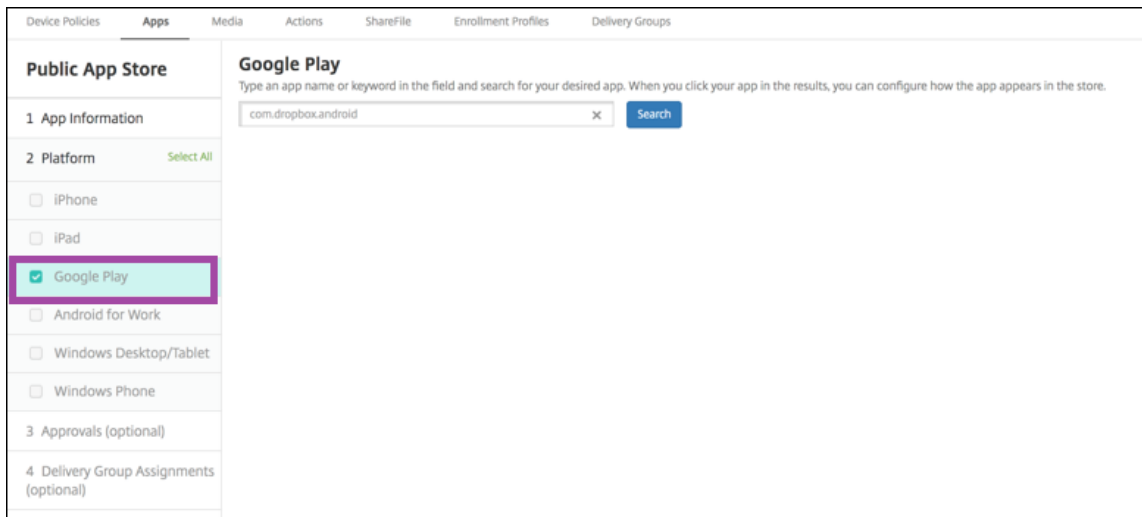 Device Policies Apps Media Actions ShareFile Enrollment Profiles Delivery Groups
Public App Store
1 App Information
2 Platform Select All
iPhone
iPad
Google Play
Android for Work
Windows Desktop/Tablet
Windows Phone
3 Approvals (optional)
4 Delivery Group Assignments
(optional)
Google Play
Type an app name or keyword in the field and search for your desired app. When you click your app in the results, you can configure how the app appears in the store.
com.dropbox.android × Search